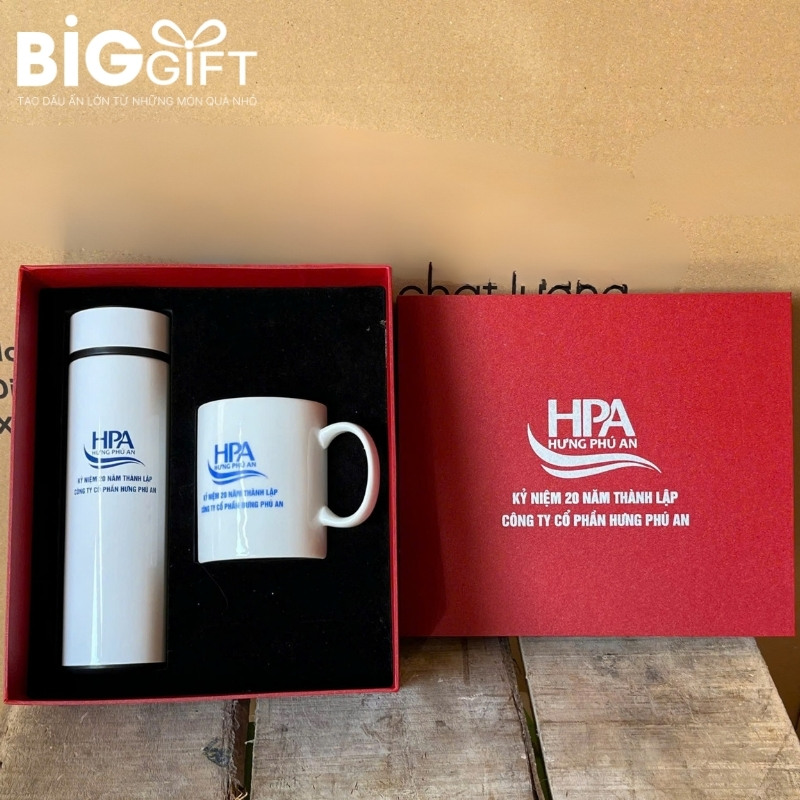 BIGGIFT
TẠO DẤU ẤN LỚN TỪ NHỮNG MÓN QUÀ NHỎ
chất lượng
HPA
HƯNG PHÚ AN
KỶ NIỆM 20 NĂM THÀNH LẬP
CÔNG TY CỔ PHẦN HƯNG PHÚ AN
HPA
HƯNG PHÚ AN
KỶ NIỆM 20 NĂM THÀNH LẬP
CÔNG TY CỔ PHẦN HƯNG PHÚ AN
HPA
HƯNG PHÚ AN
KỶ NIỆM 20 NĂM THÀNH LẬP
CÔNG TY CỔ PHẦN HƯNG PHÚ AN